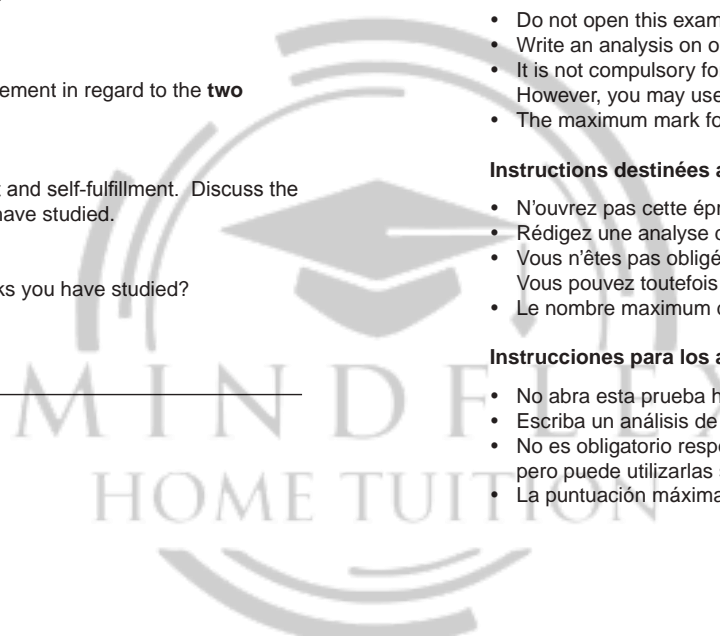 ement in regard to the two
and self-fulfillment. Discuss the
have studied.
ks you have studied?
• Do not open this exam
• Write an analysis on o
• It is not compulsory fo
However, you may use
• The maximum mark fo
Instructions destinées a
• N'ouvrez pas cette épr
• Rédigez une analyse d
• Vous n'êtes pas obligé
Vous pouvez toutefois
• Le nombre maximum d
Instrucciones para los a
• No abra esta prueba h
• Escriba un análisis de
• No es obligatorio respo
pero puede utilizarlas s
• La puntuación máxima
MINDFLEX
HOME TUITION